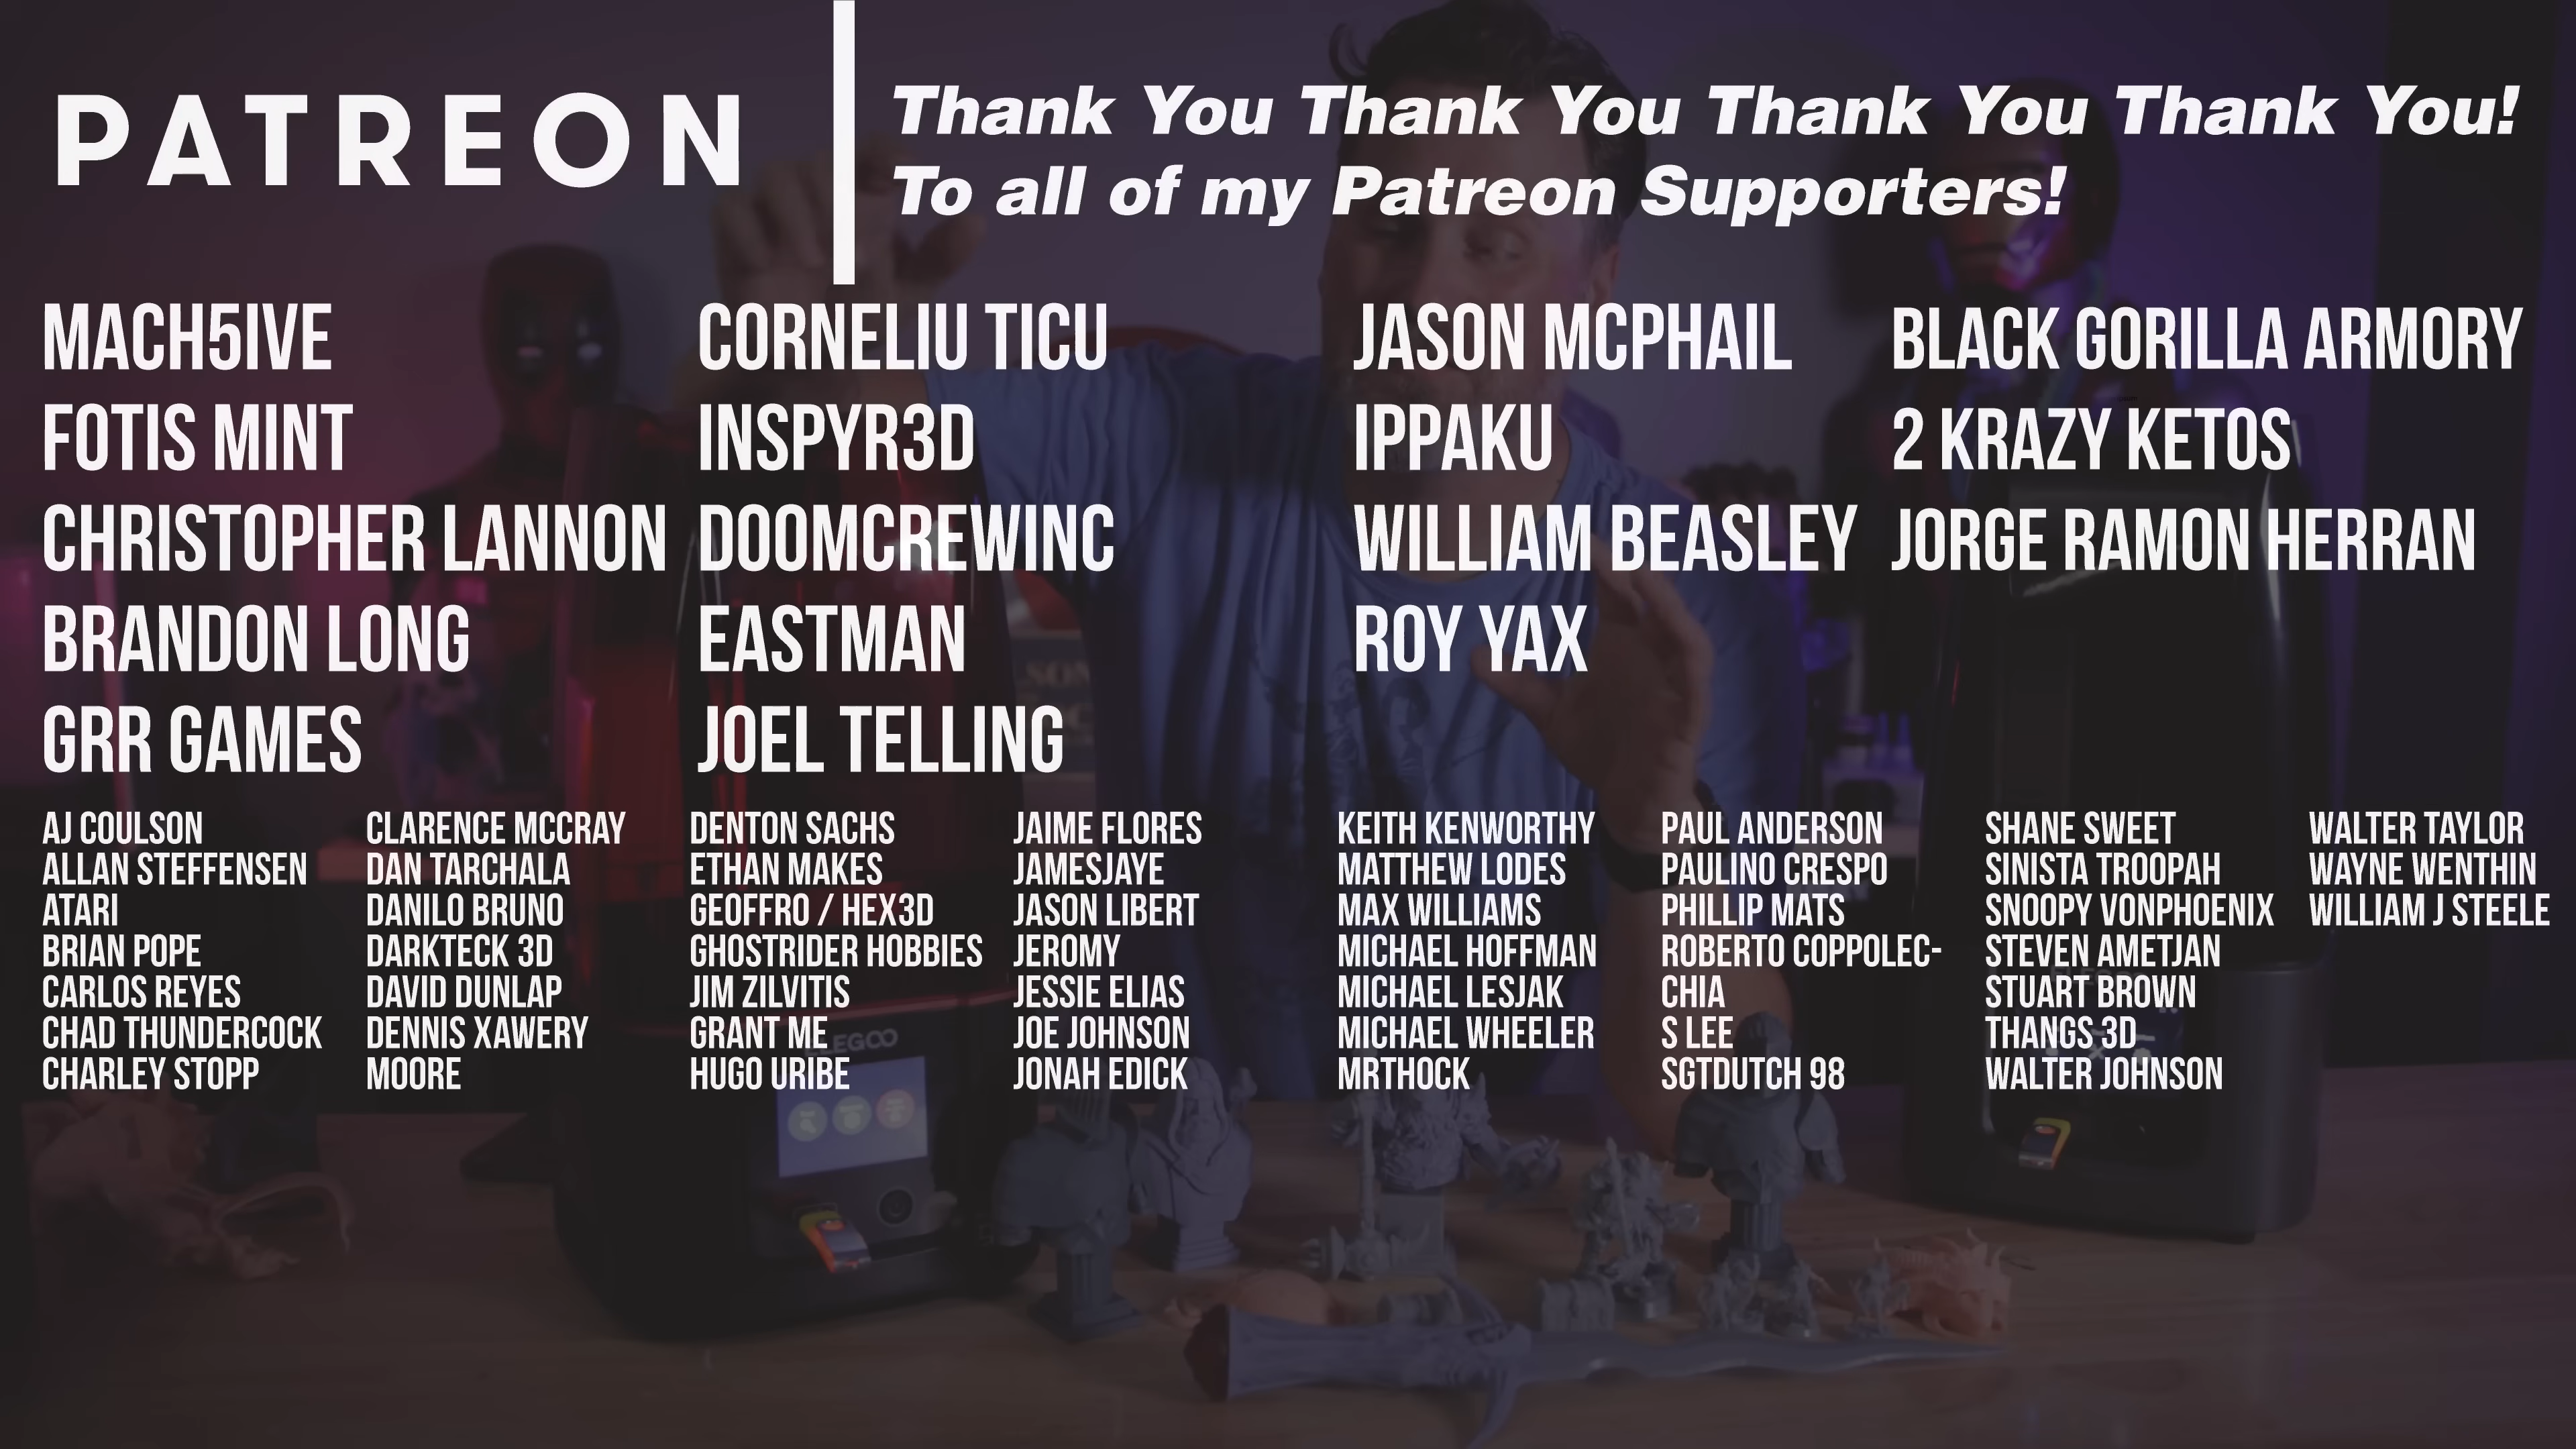 PATREON
Thank You Thank You Thank You Thank You!
To all of my Patreon Supporters!
MACH5IVE
FOTIS MINT
CHRISTOPHER LANNON
BRANDON LONG
GRR GAMES
CORNELIU TICU
INSPYR3D
DOOMCREWINC
EASTMAN
JOEL TELLING
JASON MCPHAIL
IPPAKU
WILLIAM BEASLEY
ROY YAX
BLACK GORILLA ARMORY
2 KRAZY KETOS
JORGE RAMON HERRAN
AJ COULSON
ALLAN STEFFENSEN
ATARI
BRIAN POPE
CARLOS REYES
CHAD THUNDERCOCK
CHARLEY STOPP
CLARENCE MCCRAY
DAN TARCHALA
DANILO BRUNO
DARKTECK 3D
DAVID DUNLAP
DENNIS XAWERY
MOORE
DENTON SACHS
ETHAN MAKES
GEOFFRO / HEX3D
GHOSTRIDER HOBBIES
JIM ZILVITIS
GRANT ME
HUGO URIBE
JAIME FLORES
JAMESJAYE
JASON LIBERT
JEROMY
JESSIE ELIAS
JOE JOHNSON
JONAH EDICK
KEITH KENWORTHY
MATTHEW LODES
MAX WILLIAMS
MICHAEL HOFFMAN
MICHAEL LESJAK
MICHAEL WHEELER
MRTHOCK
PAUL ANDERSON
PAULINO CRESPO
PHILLIP MATS
ROBERTO COPPOLEC-
CHIA
S LEE
SGTDUTCH 98
SHANE SWEET
SINISTA TROOPAH
SNOOPY VONPHOENIX
STEVEN AMETJAN
STUART BROWN
THANGS 3D
WALTER JOHNSON
WALTER TAYLOR
WAYNE WENTHIN
WILLIAM J STEELE
ELEGOO